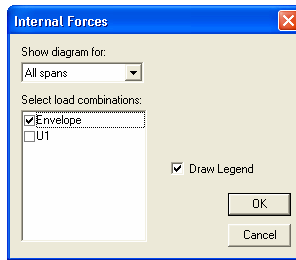 Internal Forces
Show diagram for:
All spans
Select load combinations:
Envelope
U1
Draw Legend
OK
Cancel